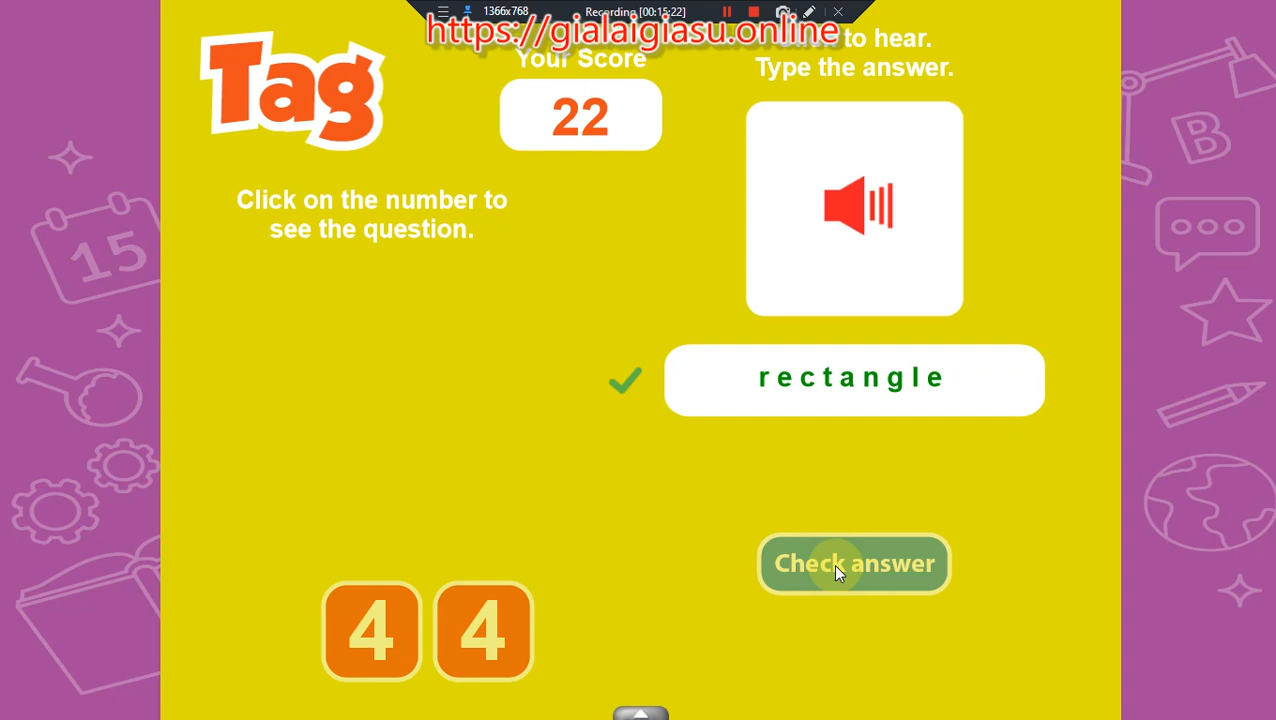 1366x768
Recording [00:15:22]
https://gialaigiasu.online
Tag
Your Score
22
to hear.
Type the answer.
Click on the number to
see the question.
rectangle
Check answer
4 4
15
B